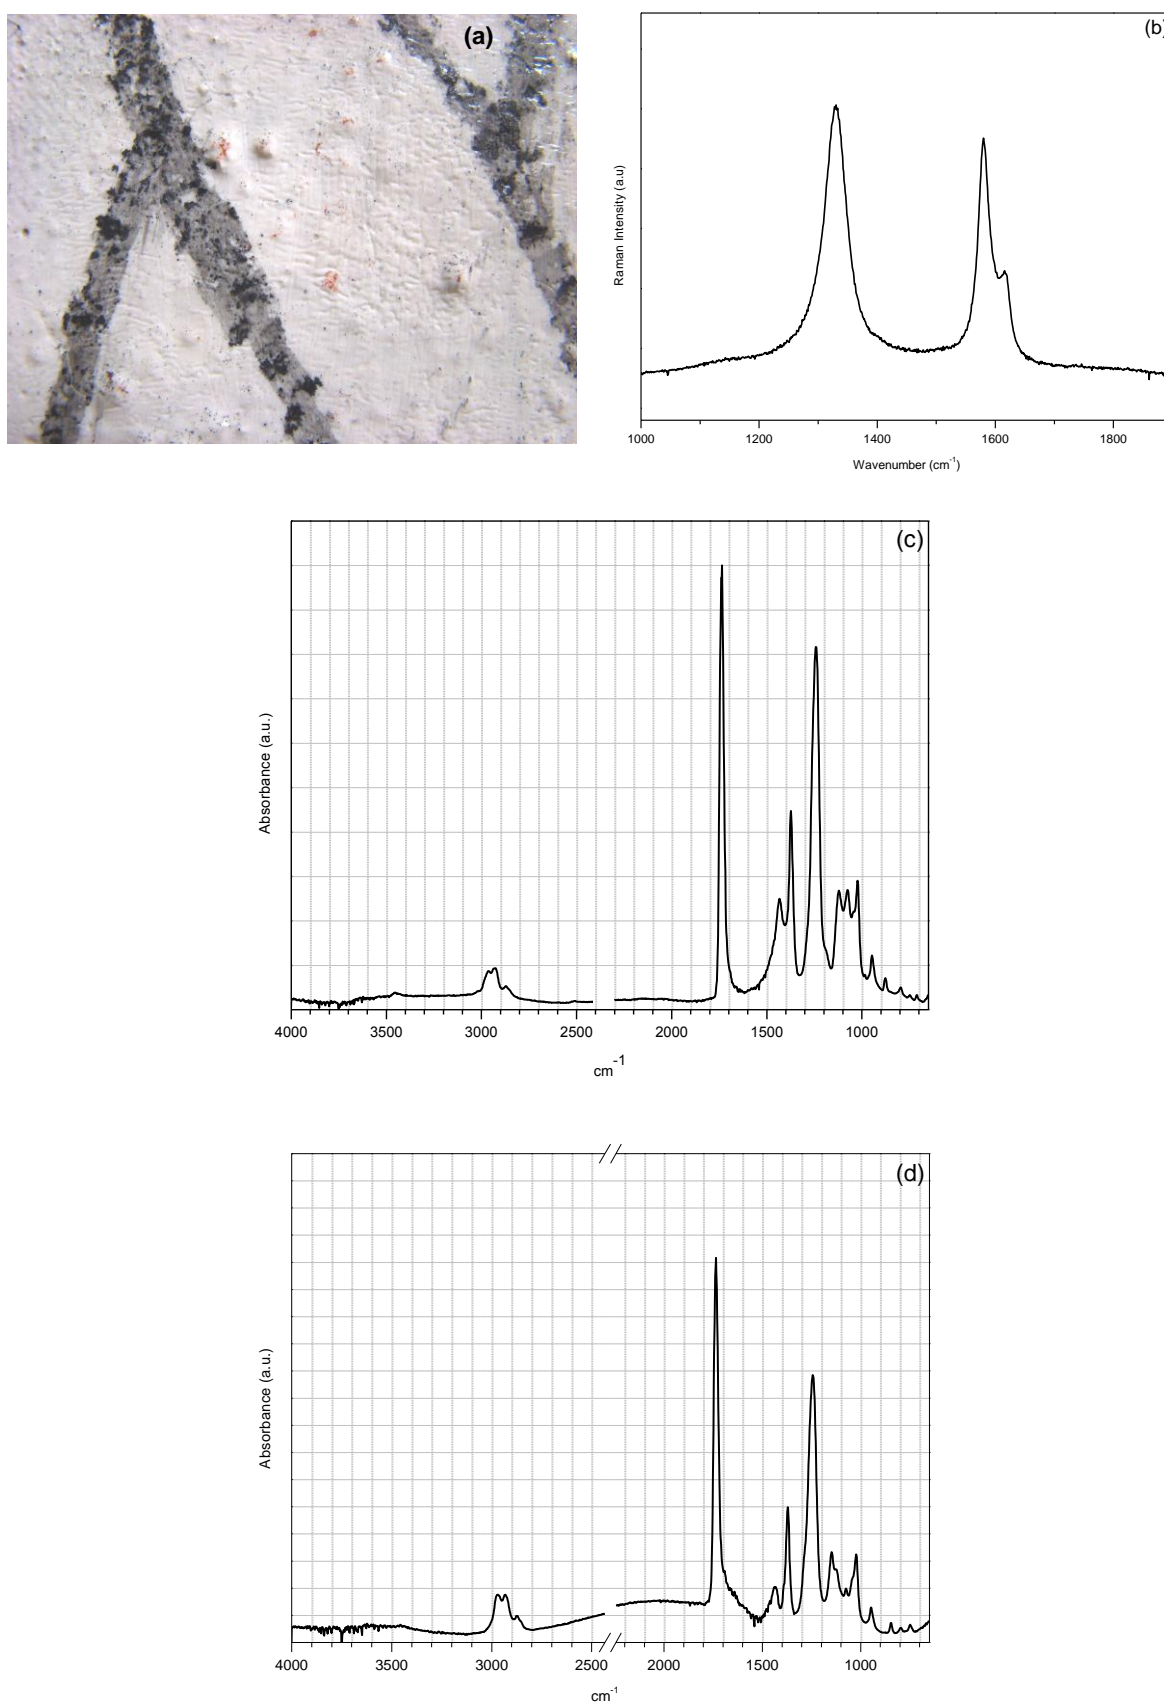 (a)
(b)
Raman Intensity (a.u)
1000 1200 1400 1600 1800
Wavenumber (cm-1)
(c)
Absorbance (a.u.)
4000 3500 3000 2500 2000 1500 1000
cm-1
(d)
Absorbance (a.u.)
4000 3500 3000 2500 2000 1500 1000
cm-1